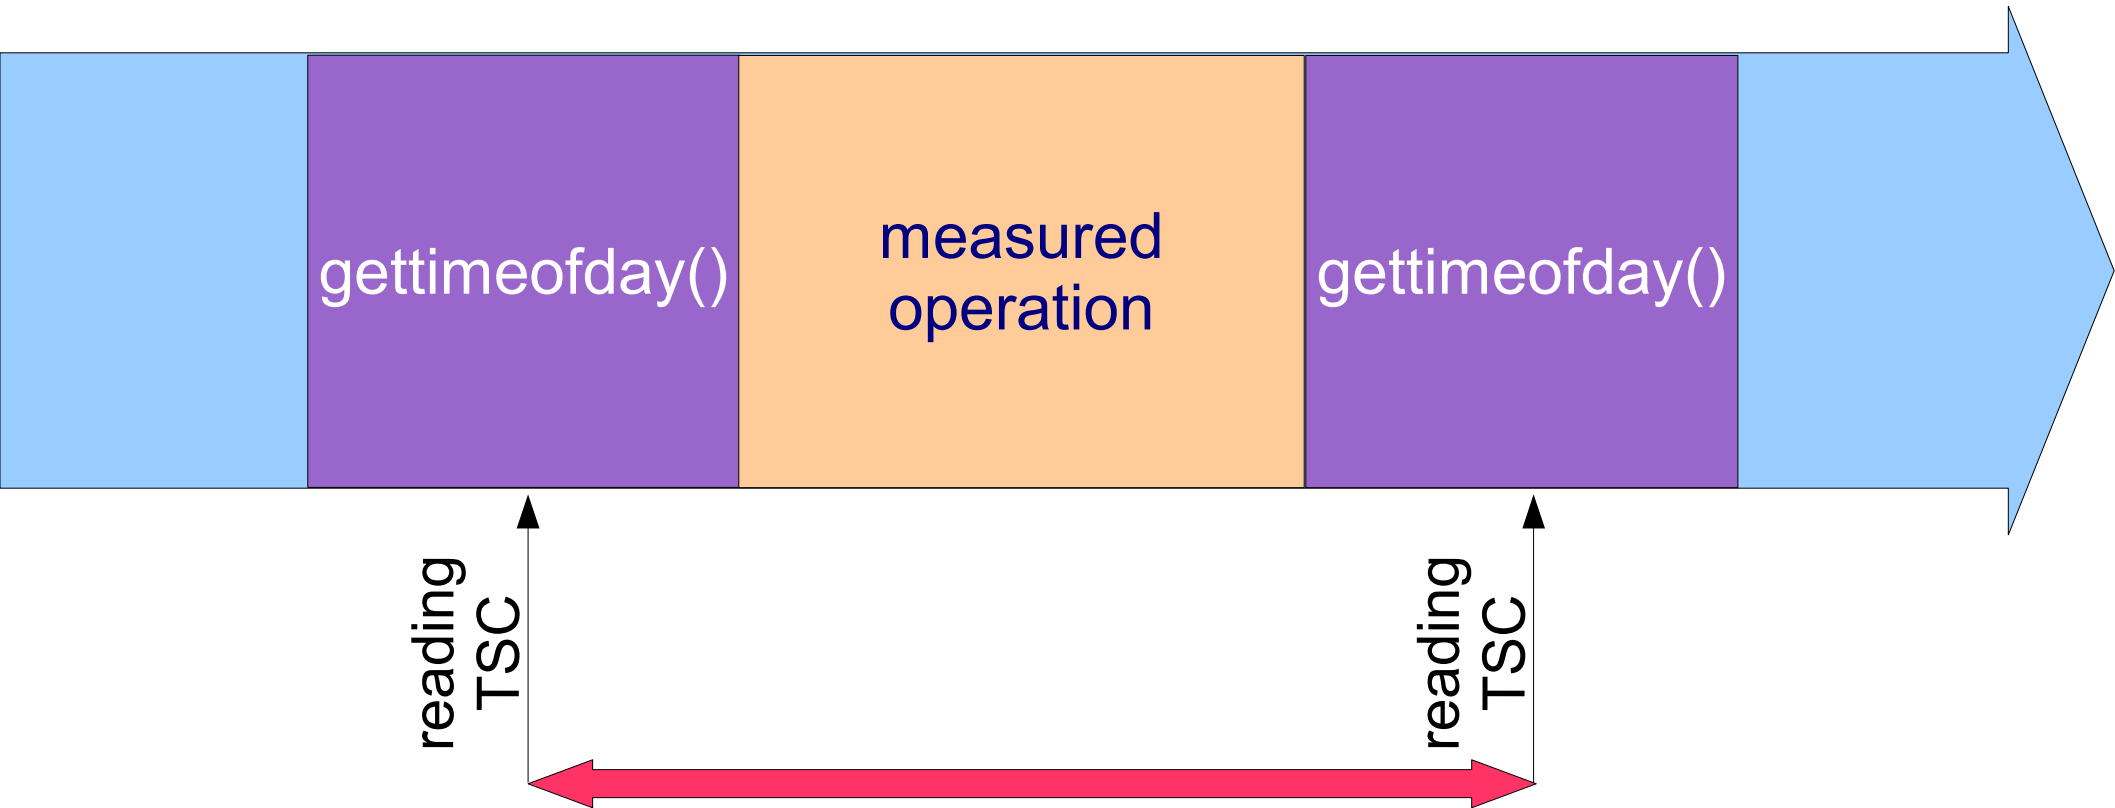 gettimeofday()
measured
operation
gettimeofday()
reading
TSC
reading
TSC